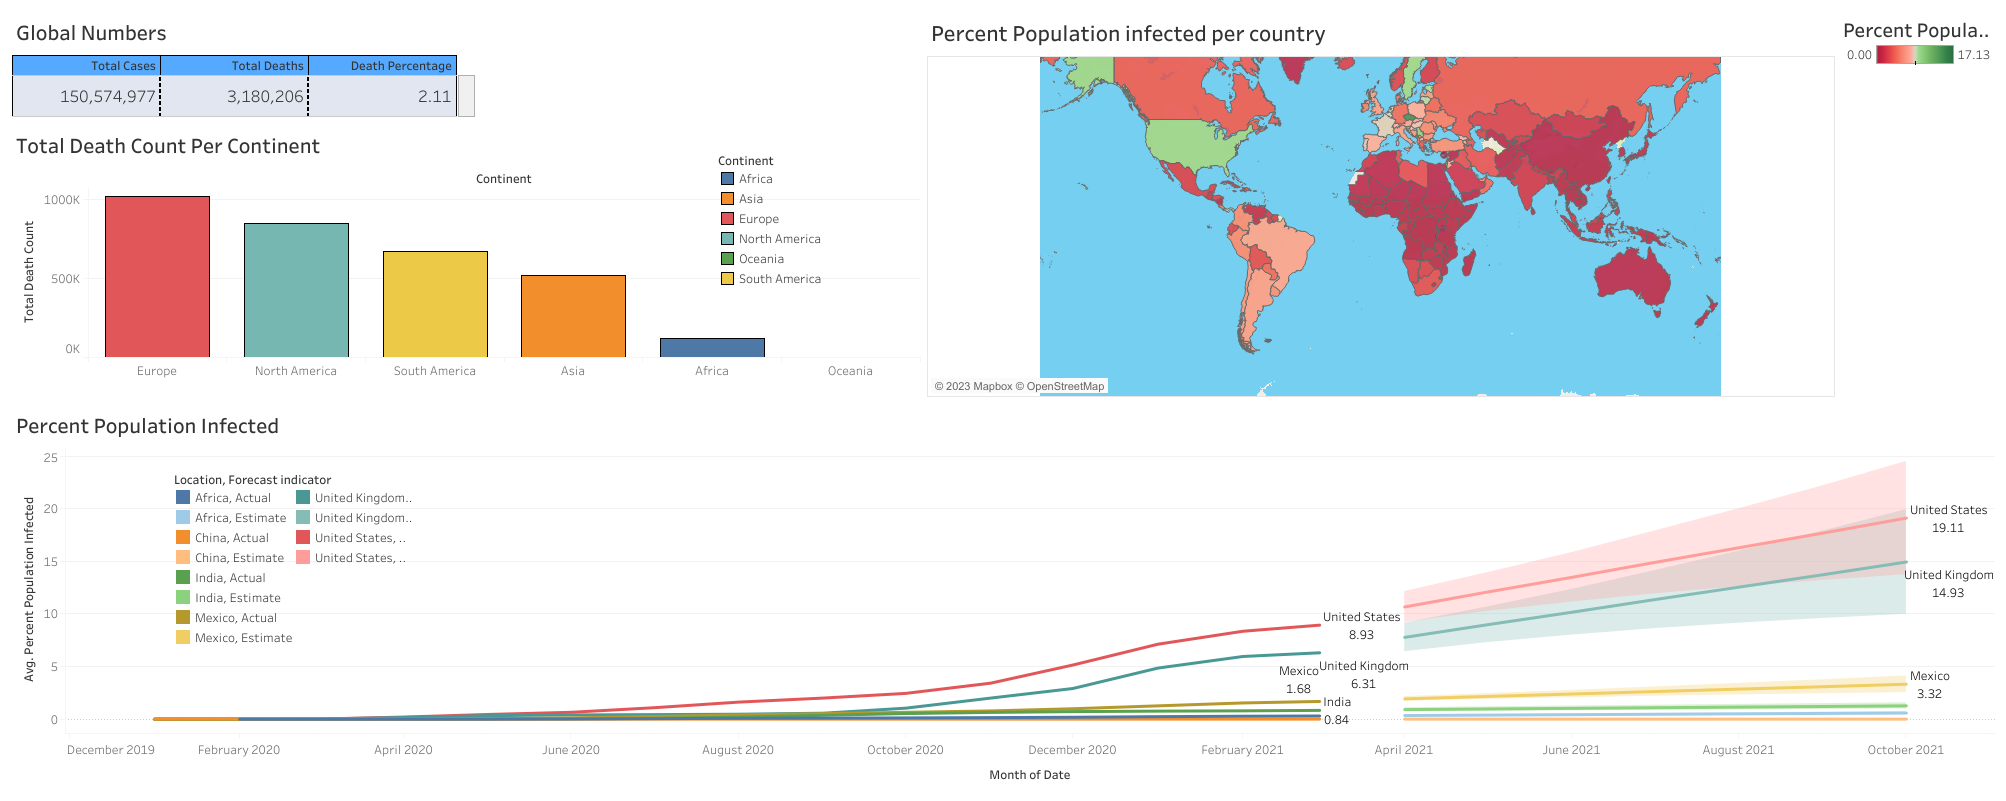 Global Numbers
Total Cases Total Deaths Death Percentage
150,574,977 3,180,206 2.11
Total Death Count Per Continent
Continent
Total Death Count
1000K
500K
0K
Europe North America South America Asia Africa Oceania
Continent
Africa
Asia
Europe
North America
Oceania
South America
Percent Population infected per country
© 2023 Mapbox © OpenStreetMap
Percent Popula..
0.00 17.13
Percent Population Infected
Avg. Percent Population Infected
25
20
15
10
5
0
Location, Forecast indicator
Africa, Actual
Africa, Estimate
China, Actual
China, Estimate
India, Actual
India, Estimate
Mexico, Actual
Mexico, Estimate
United Kingdom..
United Kingdom..
United States, ..
United States, ..
United States
8.93
United Kingdom
6.31
Mexico
1.68
India
0.84
United States
19.11
United Kingdom
14.93
Mexico
3.32
December 2019 February 2020 April 2020 June 2020 August 2020 October 2020 December 2020 February 2021 April 2021 June 2021 August 2021 October 2021
Month of Date